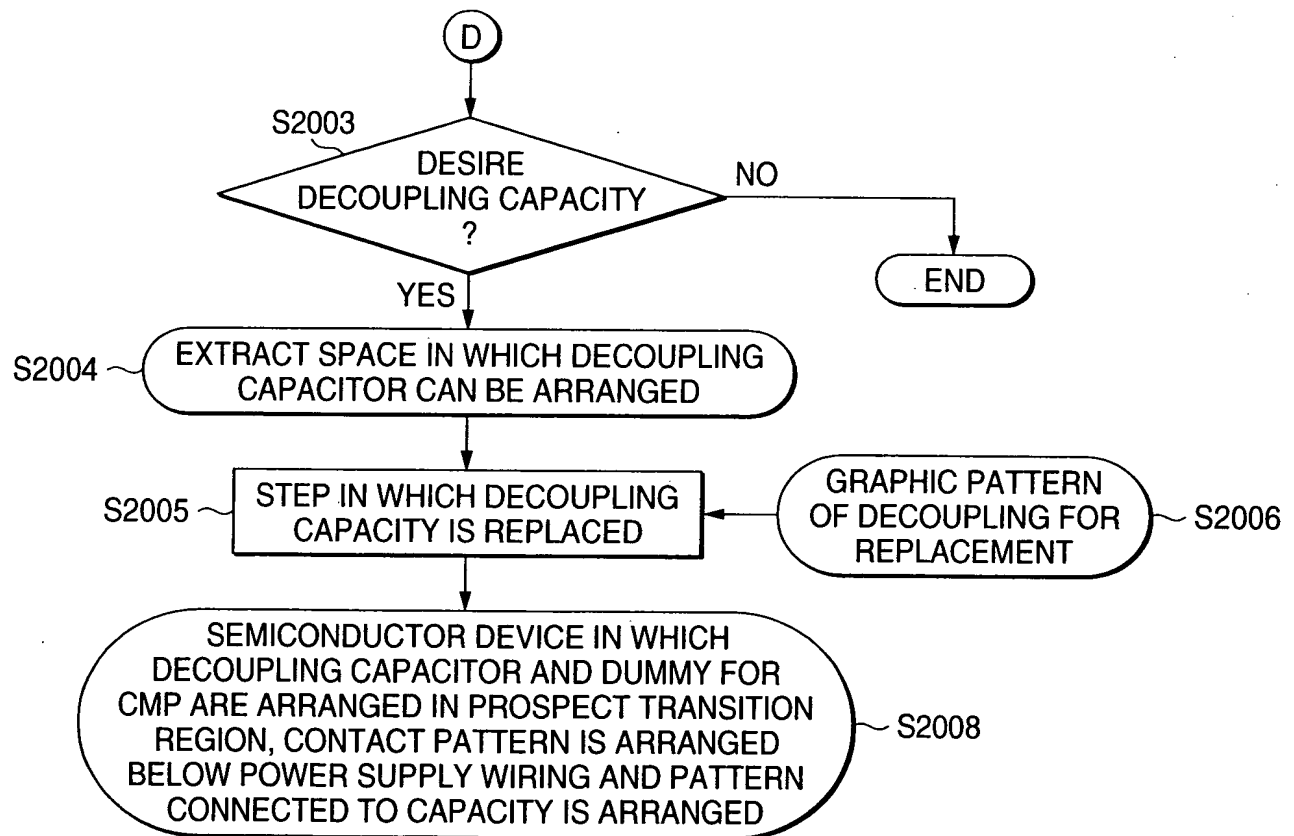 D
S2003
DESIRE
DECOUPLING CAPACITY
?
NO
END
YES
S2004
EXTRACT SPACE IN WHICH DECOUPLING
CAPACITOR CAN BE ARRANGED
S2005
STEP IN WHICH DECOUPLING
CAPACITY IS REPLACED
GRAPHIC PATTERN
OF DECOUPLING FOR
REPLACEMENT
S2006
SEMICONDUCTOR DEVICE IN WHICH
DECOUPLING CAPACITOR AND DUMMY FOR
CMP ARE ARRANGED IN PROSPECT TRANSITION
REGION, CONTACT PATTERN IS ARRANGED
BELOW POWER SUPPLY WIRING AND PATTERN
CONNECTED TO CAPACITY IS ARRANGED
S2008